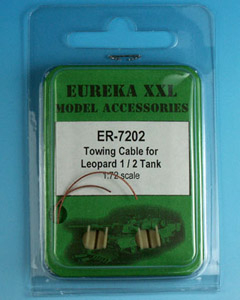 EUREKA XXL
MODEL ACCESSORIES
ER-7202
Towing Cable for
Leopard 1 / 2 Tank
1:72 scale